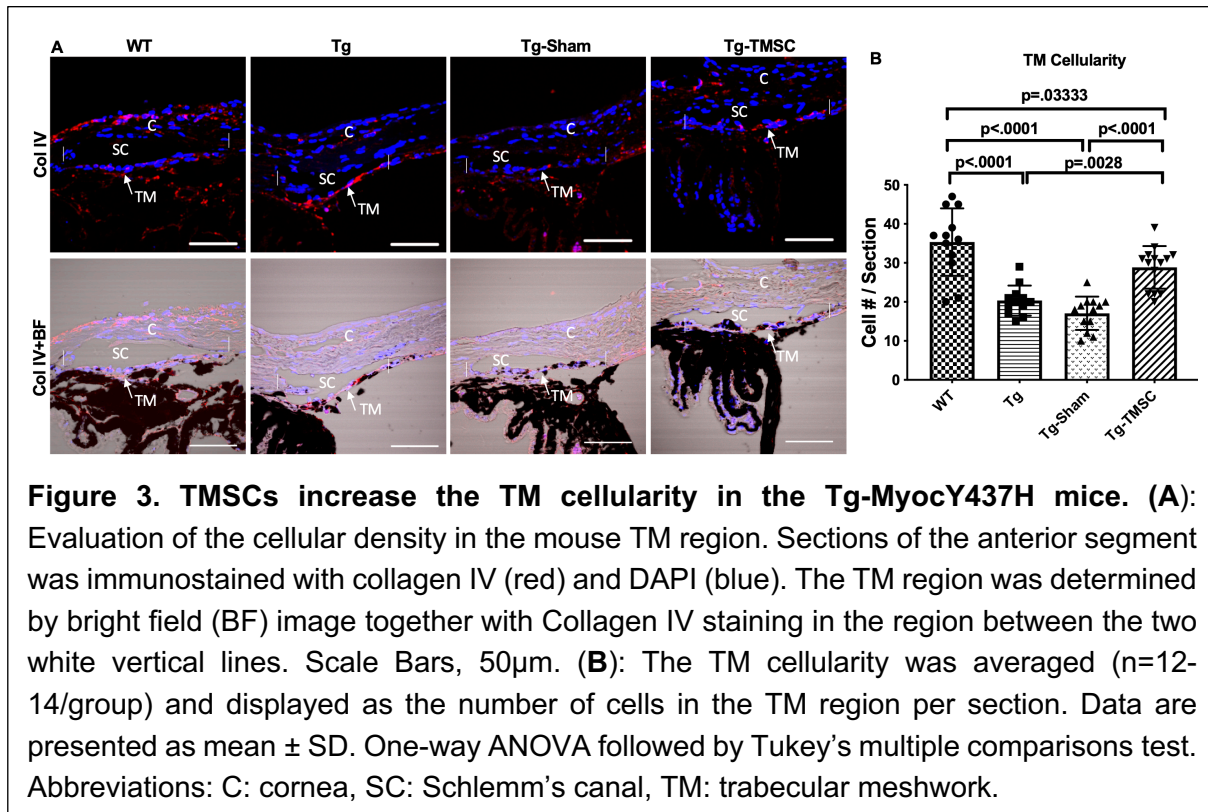 A
WT
Tg
Tg-Sham
Tg-TMSC
Col IV
C
SC
TM
C
SC
TM
C
SC
TM
C
SC
TM
Col IV+BF
C
SC
TM
C
SC
TM
C
SC
TM
C
SC
TM
B
TM Cellularity
p=.03333
p<.0001
p<.0001
p<.0001
p=.0028
Cell # / Section
50
40
30
20
10
0
WT
Tg
Tg-Sham
Tg-TMSC
Figure 3. TMSCs increase the TM cellularity in the Tg-MyocY437H mice. (A):
Evaluation of the cellular density in the mouse TM region. Sections of the anterior segment
was immunostained with collagen IV (red) and DAPI (blue). The TM region was determined
by bright field (BF) image together with Collagen IV staining in the region between the two
white vertical lines. Scale Bars, 50µm. (B): The TM cellularity was averaged (n=12-
14/group) and displayed as the number of cells in the TM region per section. Data are
presented as mean ± SD. One-way ANOVA followed by Tukey's multiple comparisons test.
Abbreviations: C: cornea, SC: Schlemm's canal, TM: trabecular meshwork.